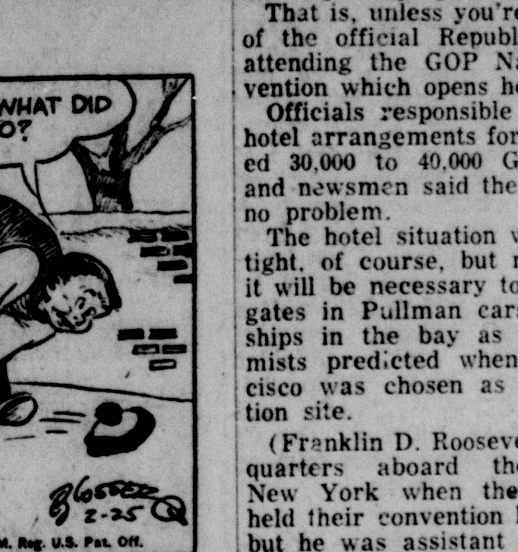 WHAT DID
O?
BLOSSER
2-25
M. Reg. U.S. Pat. Off.
That is, unless you're
of the official Republ
attending the GOP Na
vention which opens he
Officials responsible
hotel arrangements for
ed 30,000 to 40,000 G
and newsmen said the
no problem.
The hotel situation w
tight, of course, but n
it will be necessary to
gates in Pullman cars
ships in the bay as
mists predicted when
cisco was chosen as
tion site.
(Franklin D. Rooseve
quarters aboard the
New York when the
held their convention h
but he was assistant